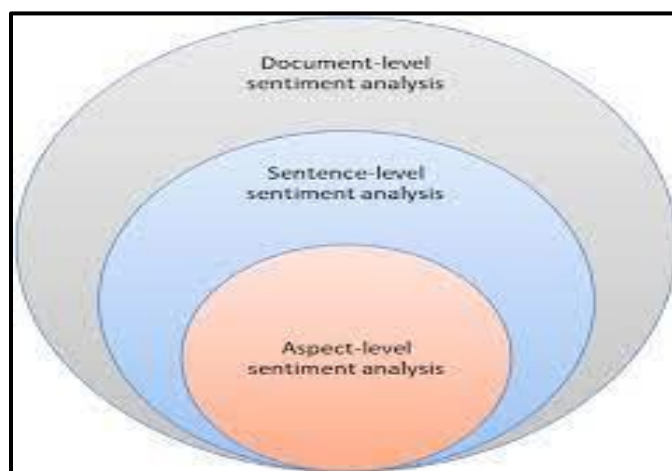 Document-level
sentiment analysis
Sentence-level
sentiment analysis
Aspect-level
sentiment analysis